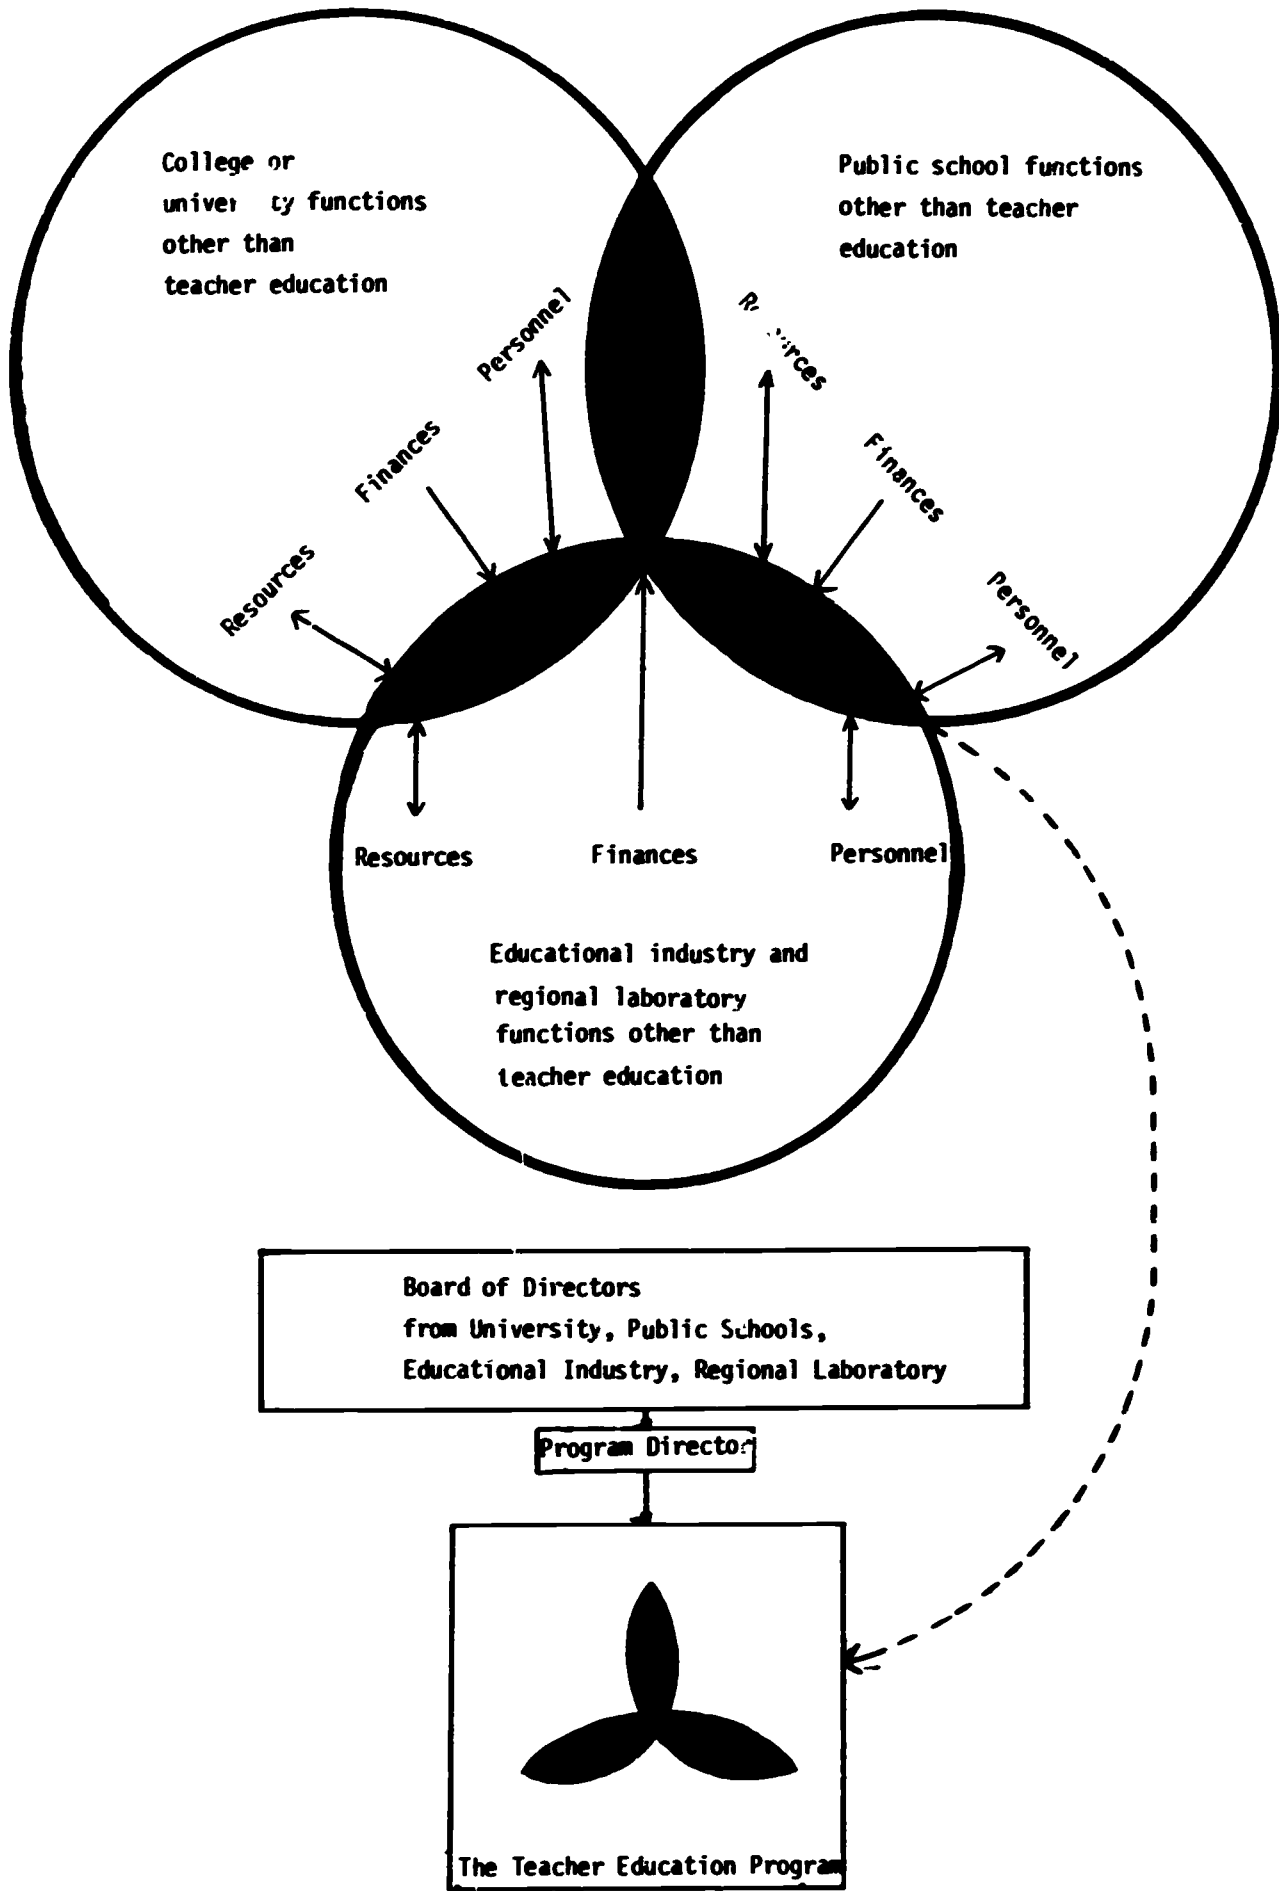 College or
functions
other than
teacher education
Public school functions
other than teacher
education
Personnel
Finances
Resources
Finances
Personnel
Resources
Finances
Personnel
Educational industry and
regional laboratory
functions other than
teacher education
Board of Directors
from University, Public Schools,
Educational Industry, Regional Laboratory
Program Director
The Teacher Education Program